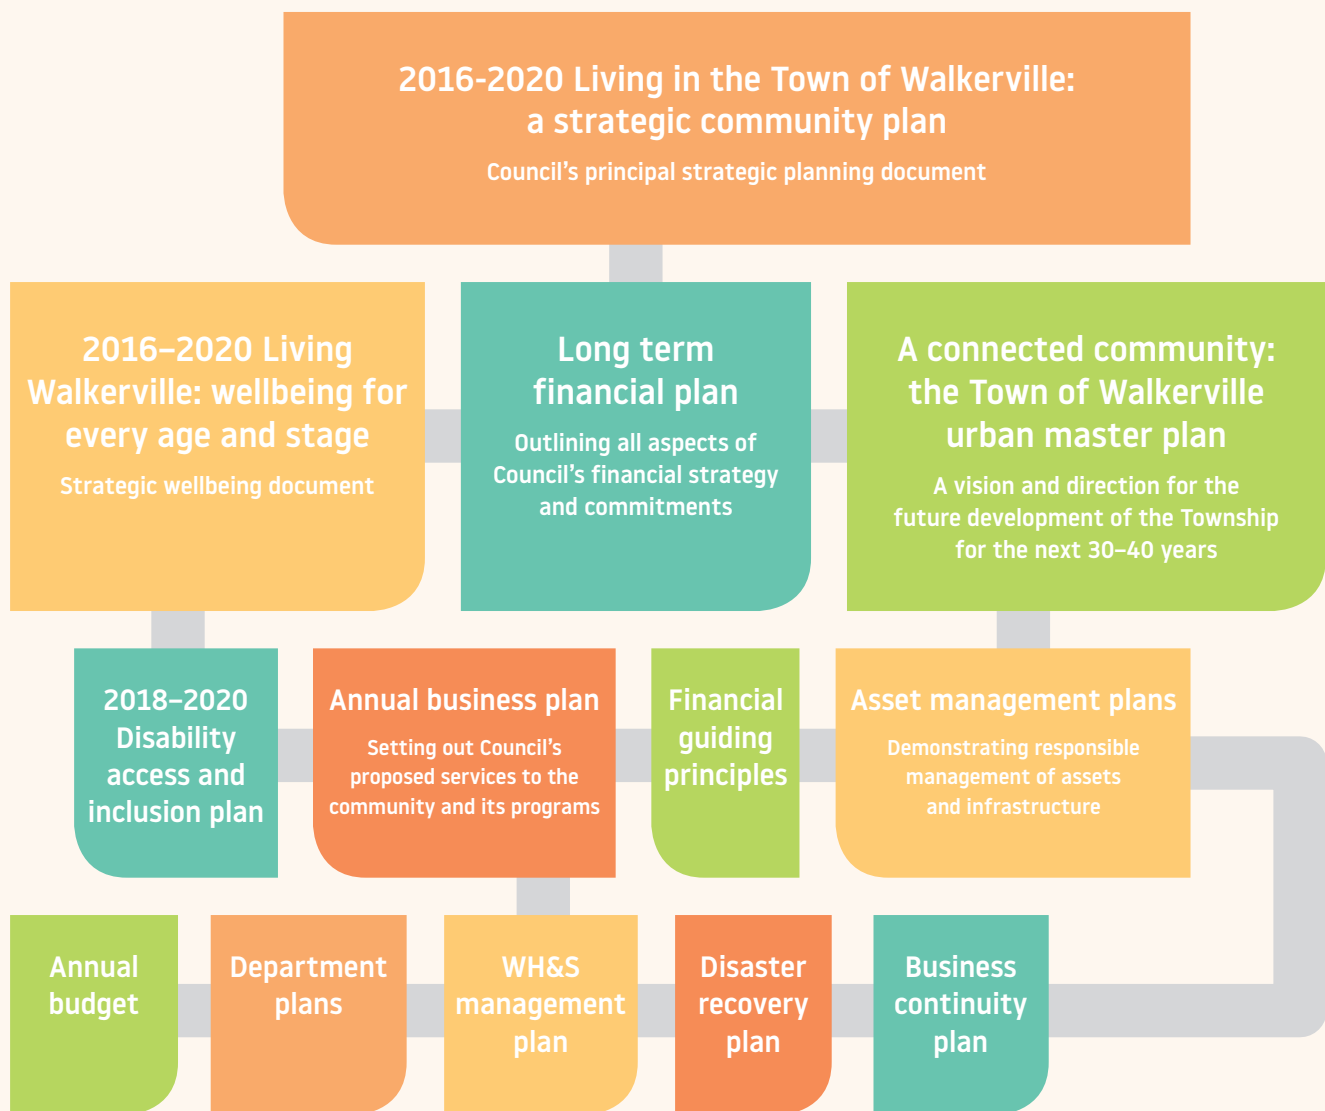 2016-2020 Living in the Town of Walkerville:
a strategic community plan
Council's principal strategic planning document
2016–2020 Living
Walkerville: wellbeing for
every age and stage
Strategic wellbeing document
Long term
financial plan
Outlining all aspects of
Council's financial strategy
and commitments
A connected community:
the Town of Walkerville
urban master plan
A vision and direction for the
future development of the Township
for the next 30–40 years
2018–2020
Disability
access and
inclusion plan
Annual business plan
Setting out Council's
proposed services to the
community and its programs
Financial
guiding
principles
Asset management plans
Demonstrating responsible
management of assets
and infrastructure
Annual
budget
Department
plans
WH&S
management
plan
Disaster
recovery
plan
Business
continuity
plan